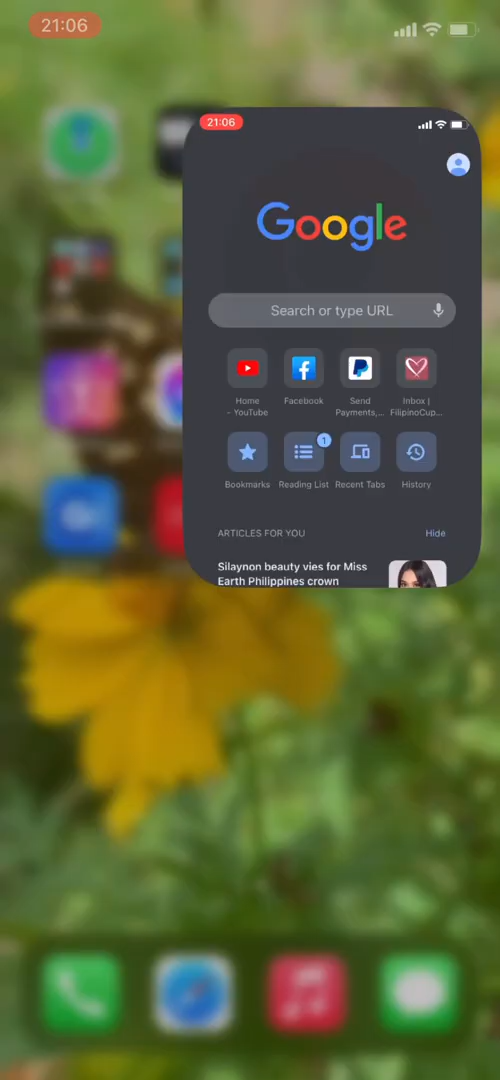 21:06
21:06
Google
Search or type URL
Home
- YouTube
Facebook
Send
Payments,...
Inbox |
FilipinoCup...
Bookmarks
1
Reading List
Recent Tabs
History
ARTICLES FOR YOU
Hide
Silaynon beauty vies for Miss
Earth Philippines crown